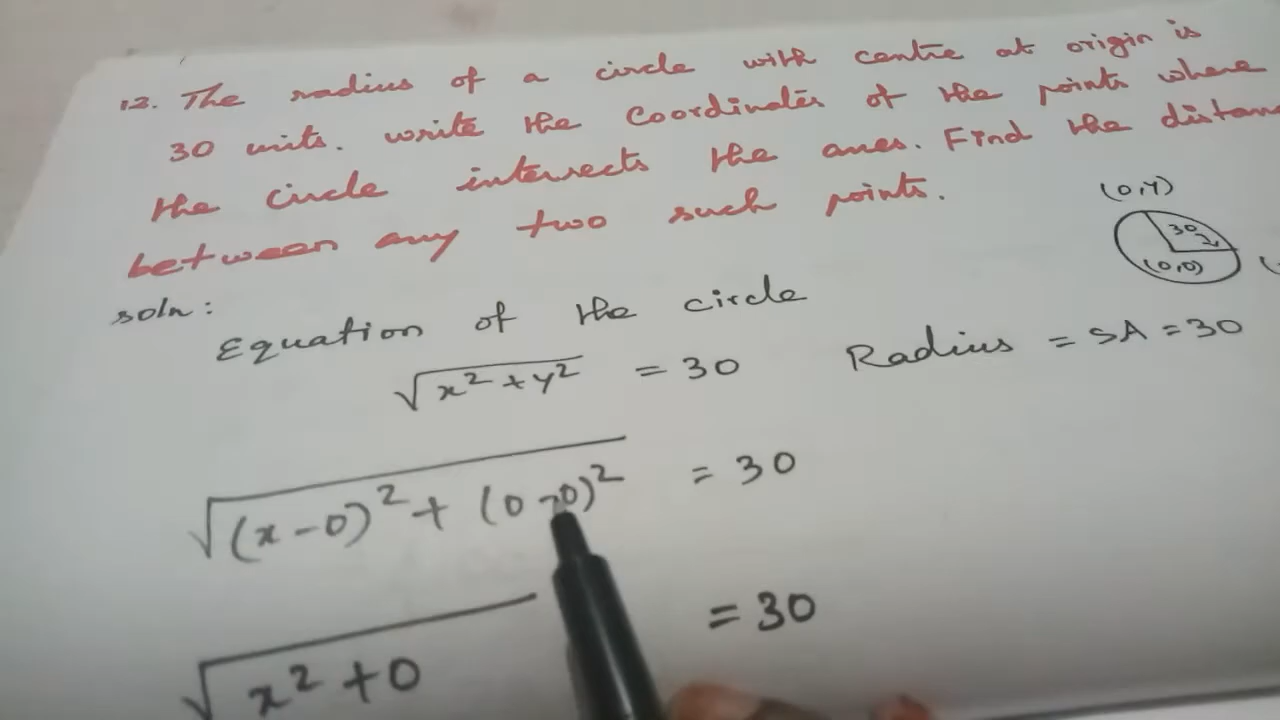 12. The radius of a circle with centre at origin is
30 units. write the Coordinates of the points where
the circle intersects the axes. Find the distan
between any two such points.
(0,Y)
30
(0,0)
soln:
Equation of the circle
√x² + y² = 30
Radius = SA = 30
√(x-0)² + (0-0)² = 30
√x² + 0 = 30